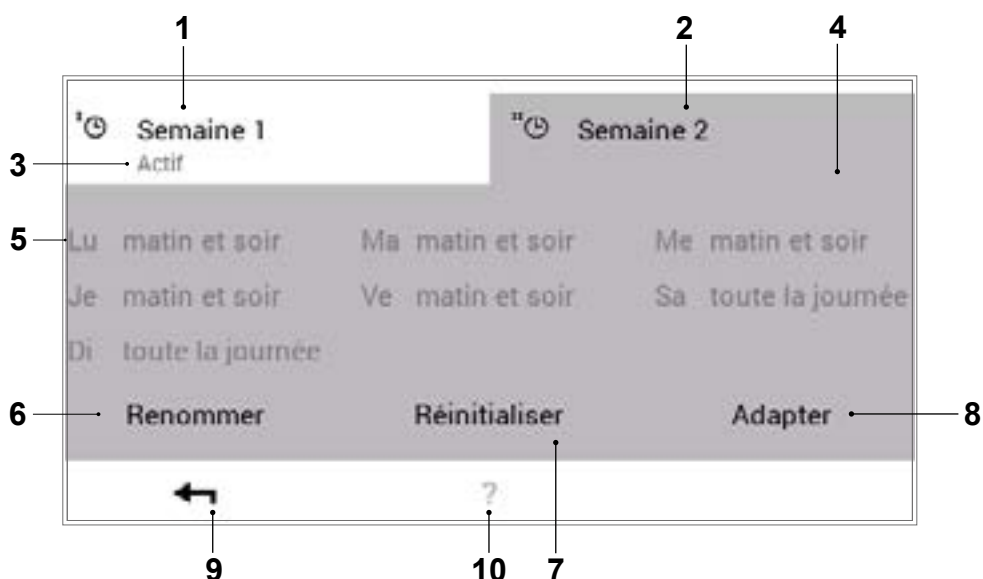 1 2 4
I Semaine 1 II Semaine 2
3 Actif
5 Lu matin et soir Ma matin et soir Me matin et soir
Je matin et soir Ve matin et soir Sa toute la journée
Di toute la journée
6 Renommer Réinitialiser Adapter 8
?
9 10 7